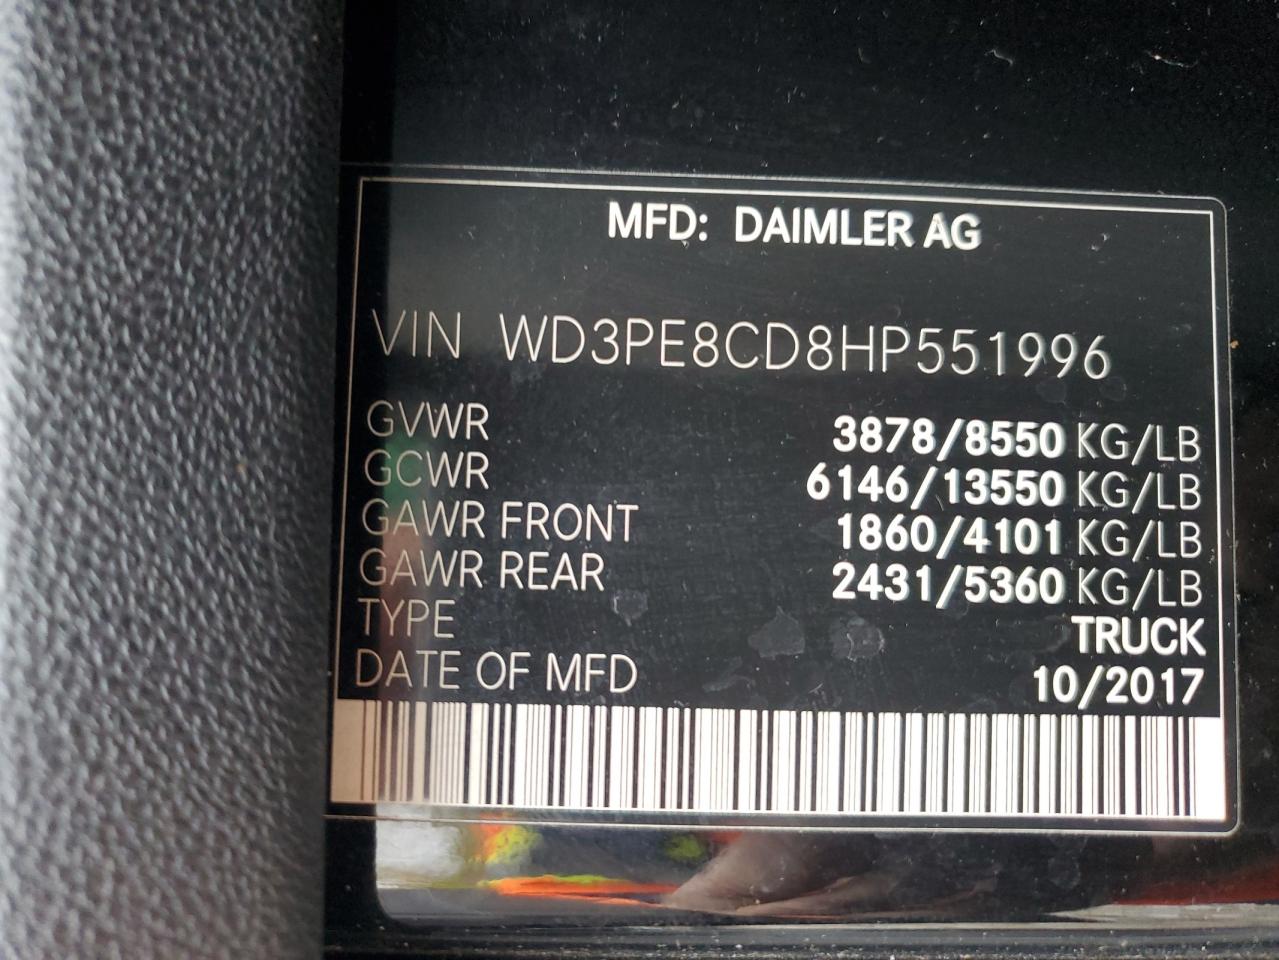 MFD: DAIMLER AG
VIN WD3PE8CD8HP551996
GVWR 3878/8550 KG/LB
GCWR 6146/13550 KG/LB
GAWR FRONT 1860/4101 KG/LB
GAWR REAR 2431/5360 KG/LB
TYPE TRUCK
DATE OF MFD 10/2017